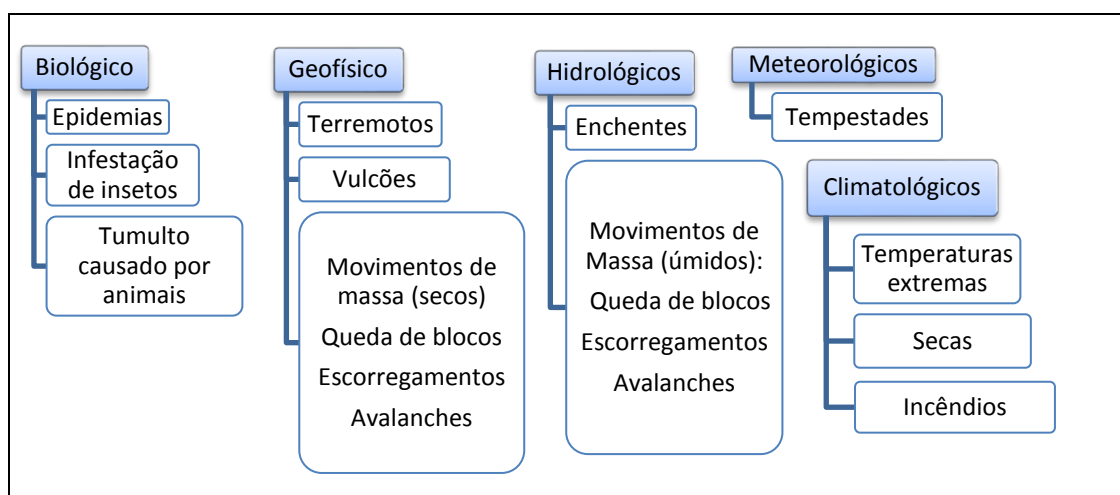 Biológico
Epidemias
Infestação
de insetos
Tumulto
causado por
animais
Geofísico
Terremotos
Vulcões
Movimentos de
massa (secos)
Queda de blocos
Escorregamentos
Avalanches
Hidrológicos
Enchentes
Movimentos de
Massa (úmidos):
Queda de blocos
Escorregamentos
Avalanches
Meteorológicos
Tempestades
Climatológicos
Temperaturas
extremas
Secas
Incêndios